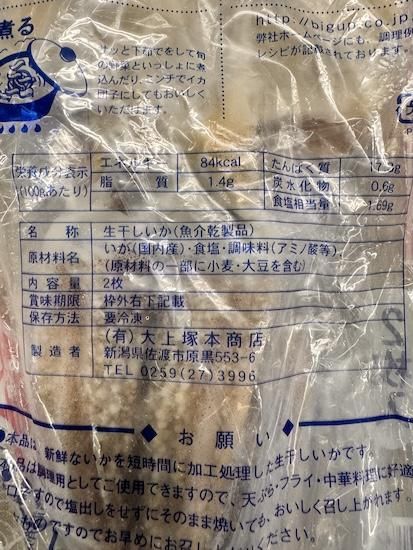 煮る
サッと下ゆでをして旬
の野菜といっしょに煮
込んだり、ミンチでイカ
団子にしてもおいしく
いただけます。
http://bigup.co.jp
弊社ホームページにも、調理例
レシピが記載されております。
栄養成分表示
(100gあたり)
エネルギー 84kcal たんぱく質
脂質 1.4g 炭水化物 0.6g
食塩相当量 1.69g
名称 生干しいか(魚介乾製品)
原材料名 いか(国内産)・食塩・調味料(アミノ酸等)、
(原材料の一部に小麦・大豆を含む)
内容量 2枚
賞味期限 枠外右下記載
保存方法 要冷凍
製造者 (有)大上塚本商店
新潟県佐渡市原黒553-6
TEL 0259(27)3996
お願い
●本品は、新鮮ないかを短時間に加工処理した生干しいかです。
本品は調理用としてご使用できますので、天ぷら・フライ・中華料理に好適
口ですので塩出しをせずにそのまま焼いても、おいしく召し上がれます。
ものですのでお早めにお召し上がりください。